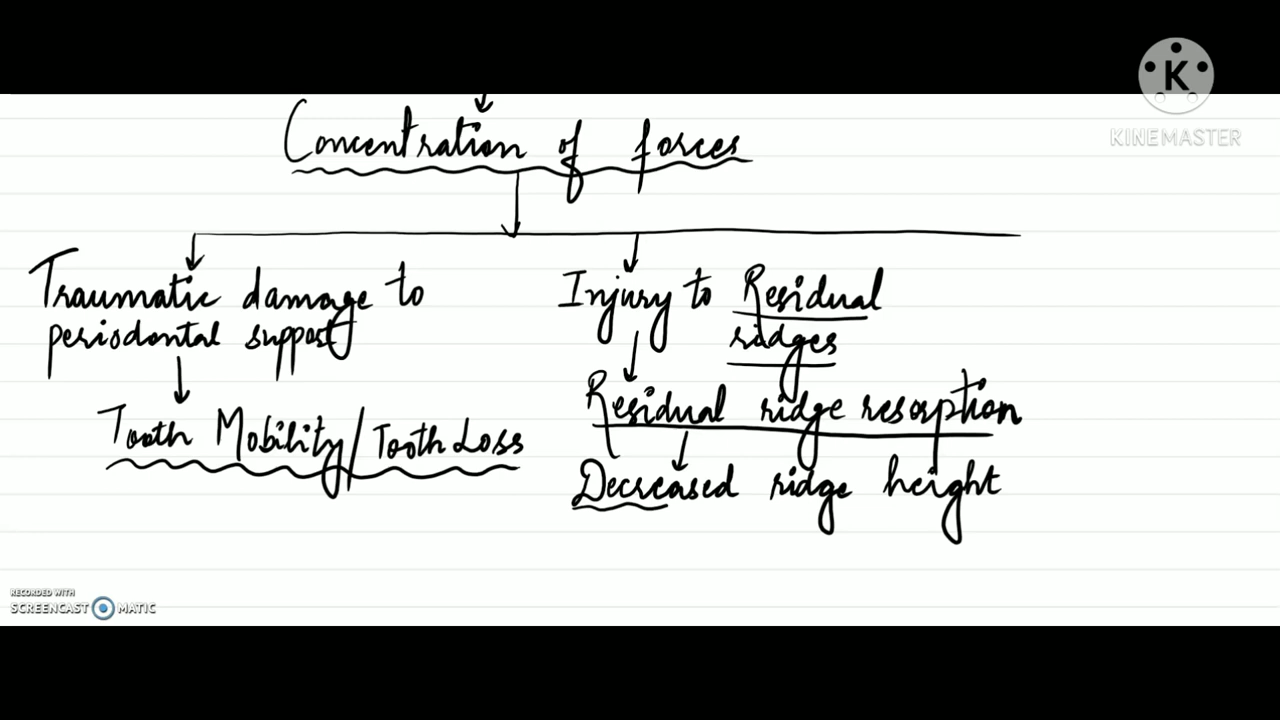 K
KINEMASTER
Concentration of forces
Traumatic damage to
periodontal support
Tooth Mobility/Tooth Loss
Injury to Residual
ridges
Residual ridge resorption
Decreased ridge height
RECORDED WITH
SCREENCAST MATIC